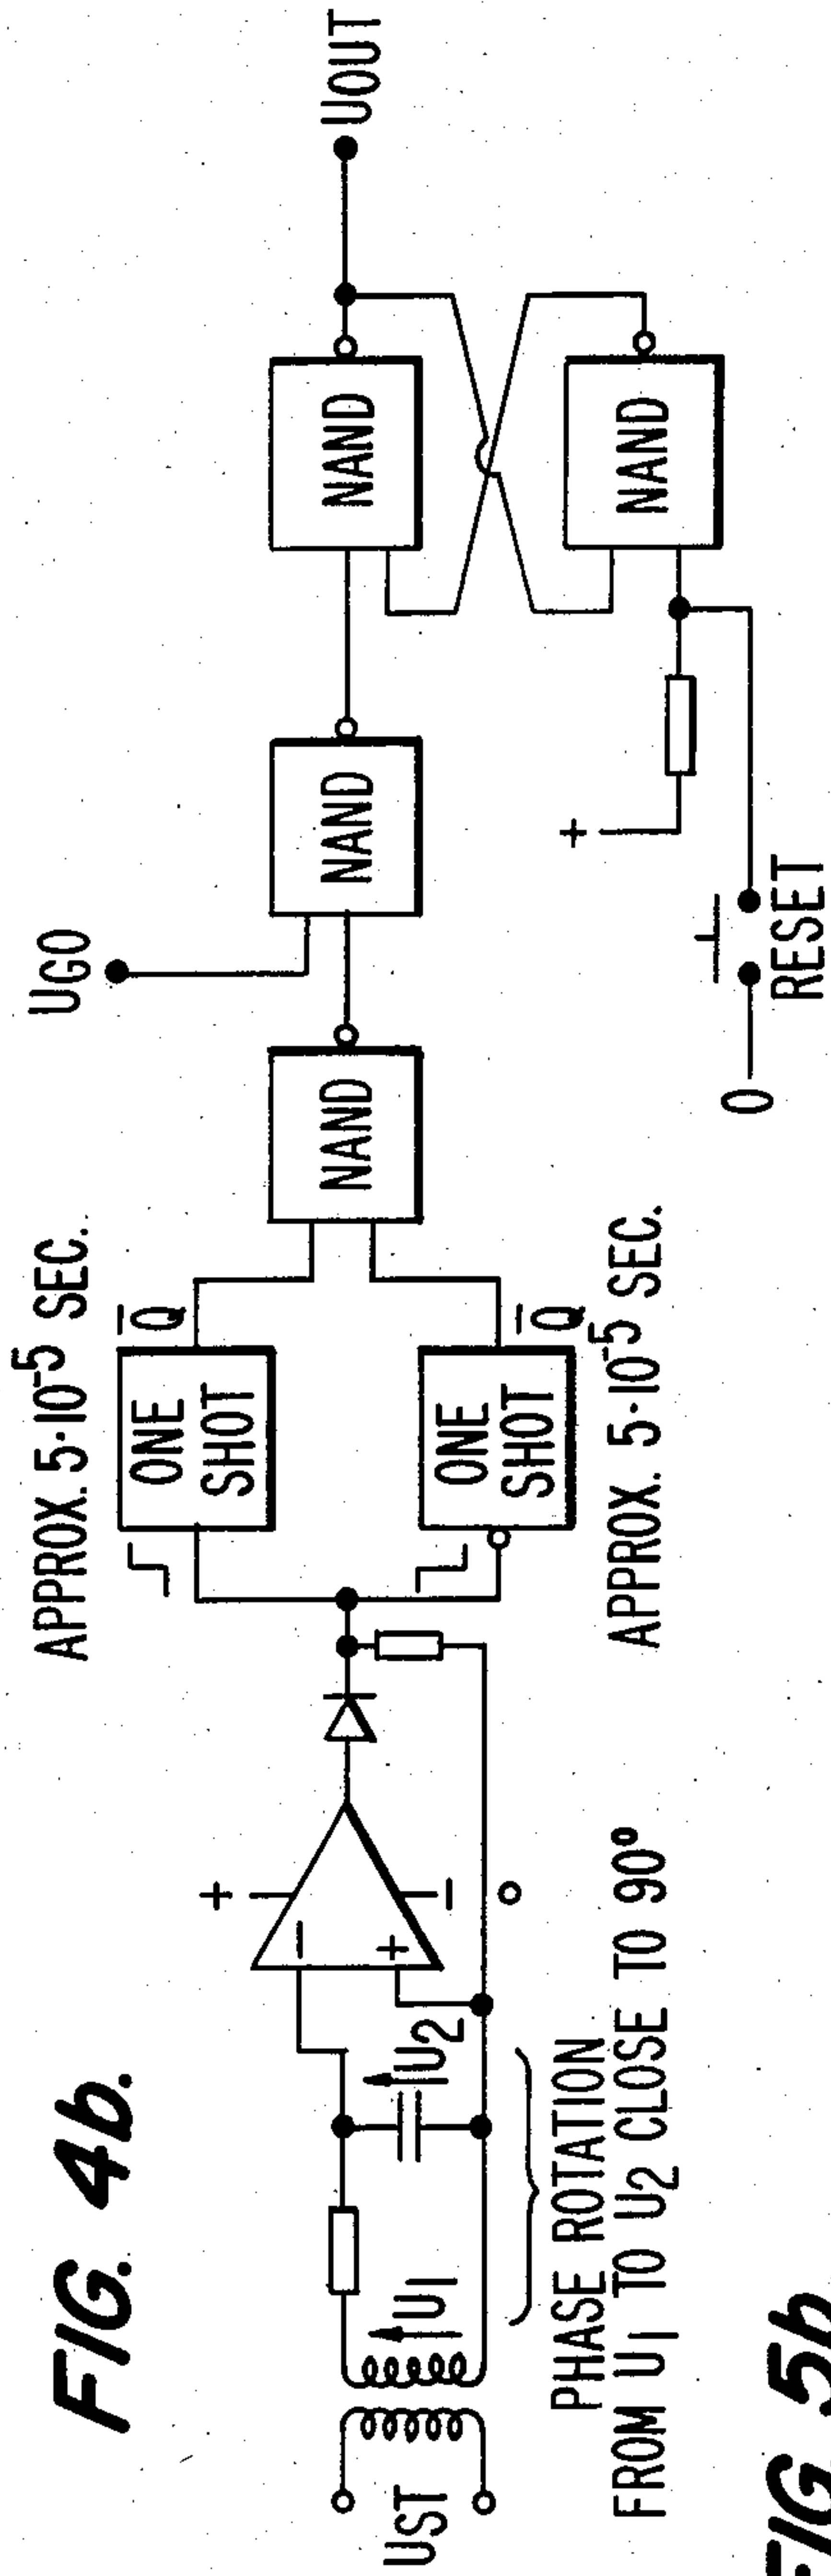 FIG. 4b.
UST
U1
U2
PHASE ROTATION
FROM U1 TO U2 CLOSE TO 90°
−
+
+
−
0
APPROX. 5·10-5 SEC.
ONE
SHOT
Q̅
ONE
SHOT
Q̅
APPROX. 5·10-5 SEC.
NAND
UGO
NAND
NAND
UOUT
NAND
+
0
RESET
FIG. 5b